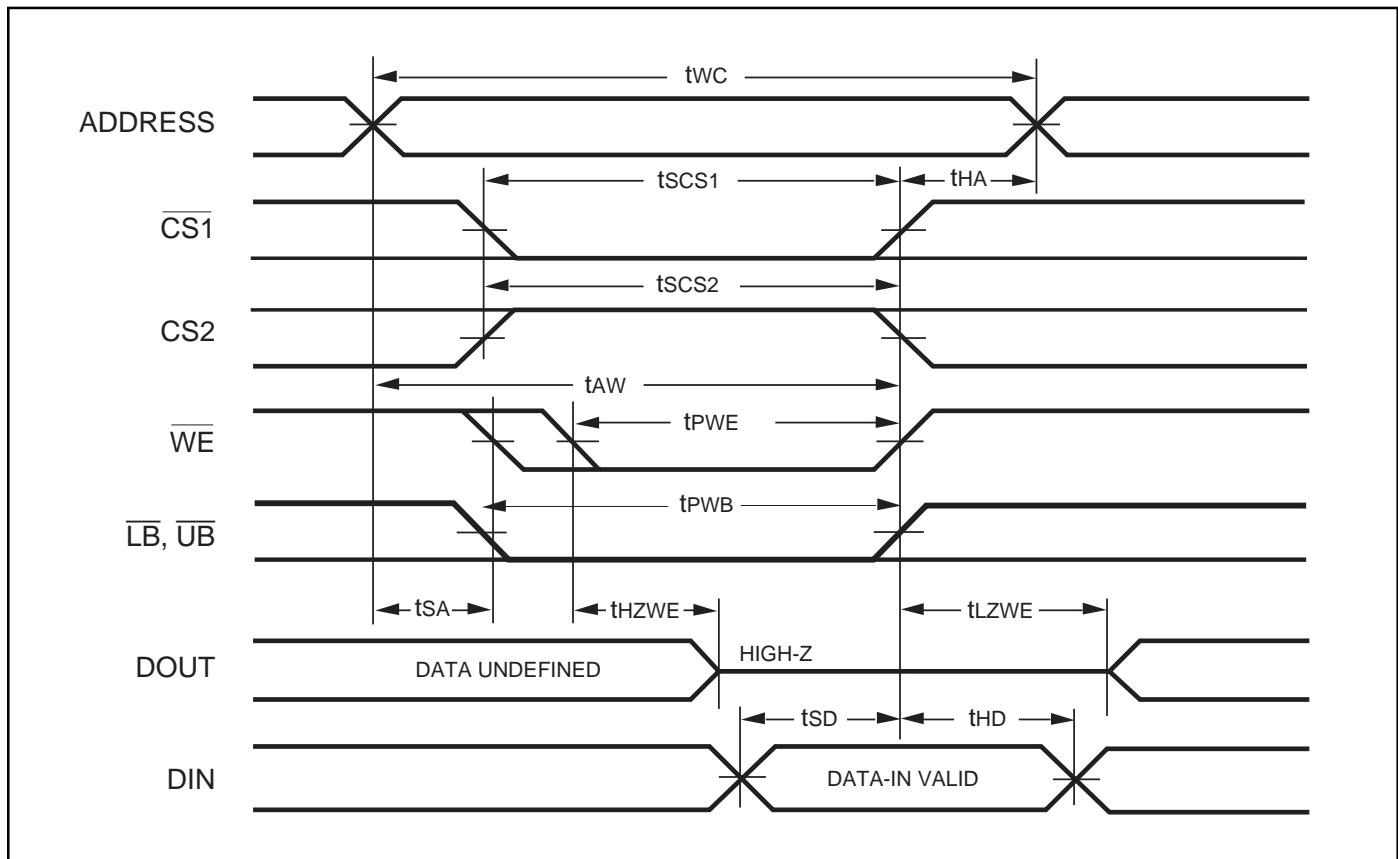 tWC
ADDRESS
tSCS1
tHA
CS1
tSCS2
CS2
tAW
WE
tPWE
tPWB
LB, UB
tSA
tHZWE
tLZWE
DOUT
DATA UNDEFINED
HIGH-Z
tSD
tHD
DIN
DATA-IN VALID